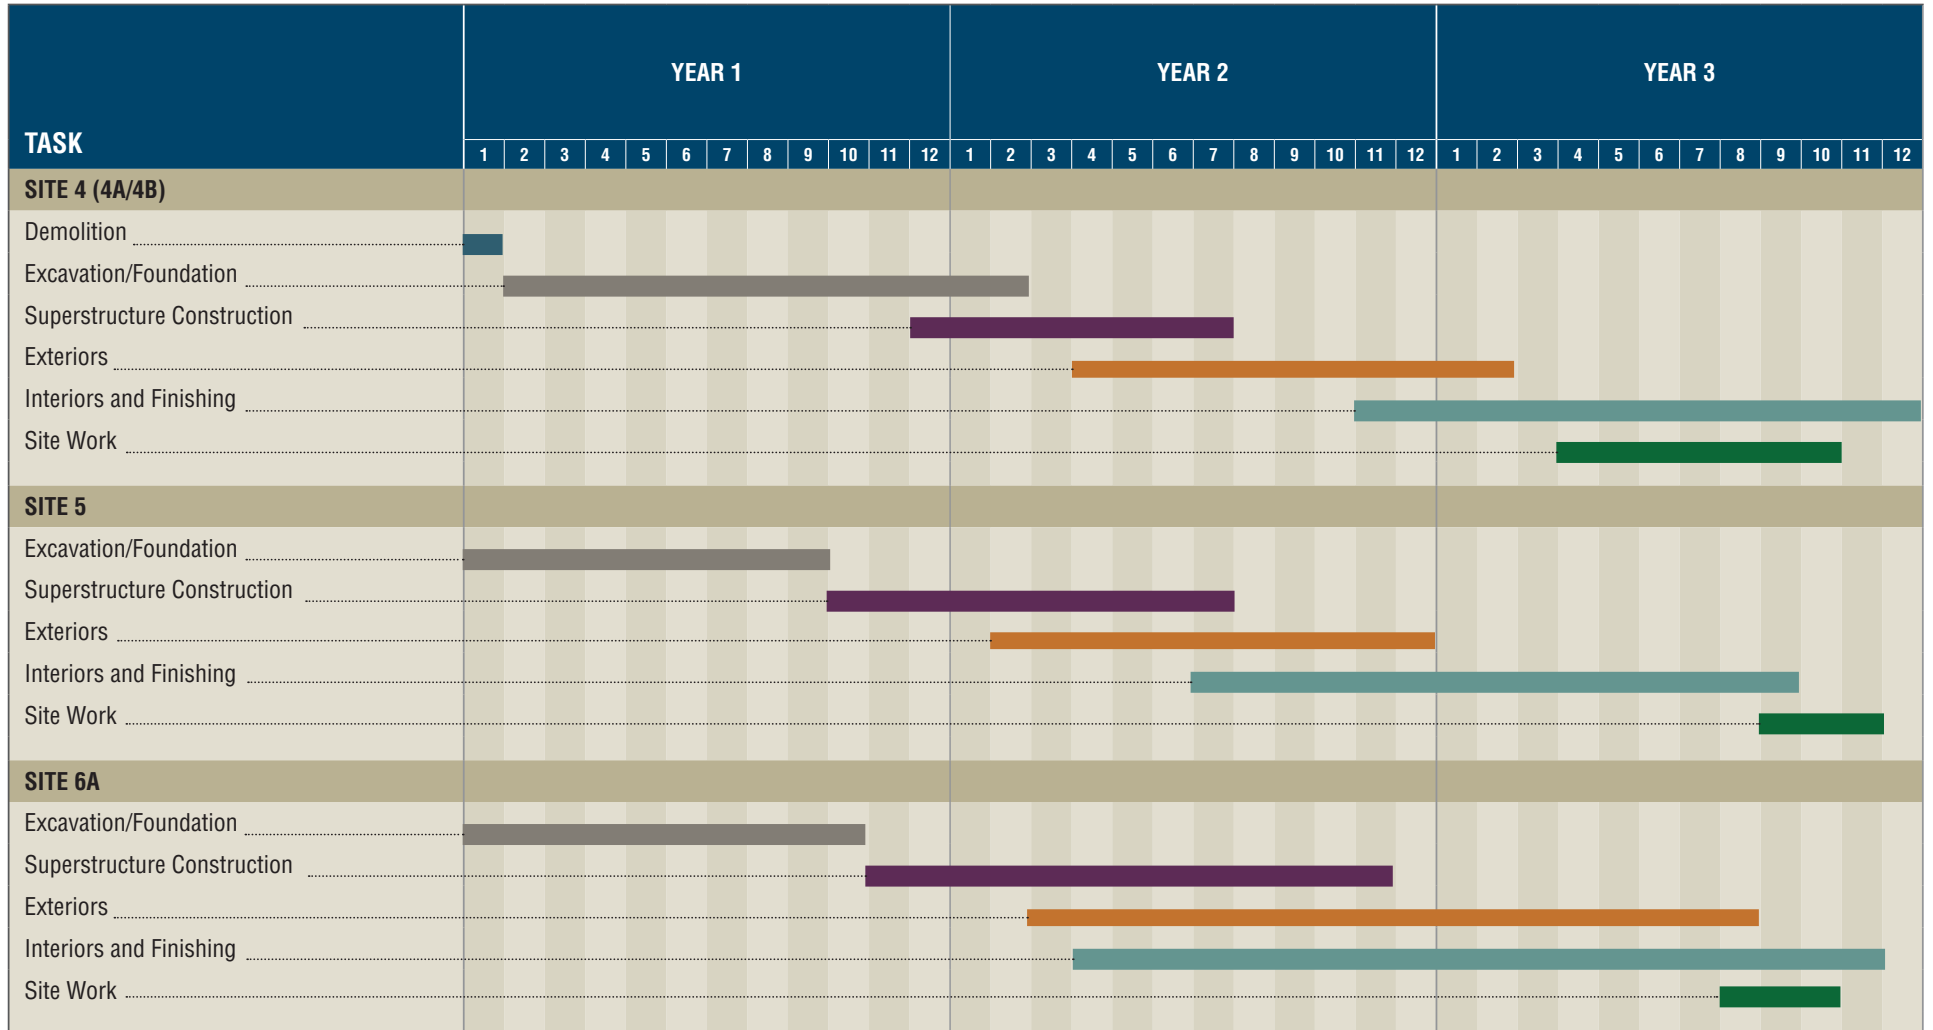 YEAR 1 YEAR 2 YEAR 3
TASK
1 2 3 4 5 6 7 8 9 10 11 12 1 2 3 4 5 6 7 8 9 10 11 12 1 2 3 4 5 6 7 8 9 10 11 12
SITE 4 (4A/4B)
Demolition
Excavation/Foundation
Superstructure Construction
Exteriors
Interiors and Finishing
Site Work
SITE 5
Excavation/Foundation
Superstructure Construction
Exteriors
Interiors and Finishing
Site Work
SITE 6A
Excavation/Foundation
Superstructure Construction
Exteriors
Interiors and Finishing
Site Work